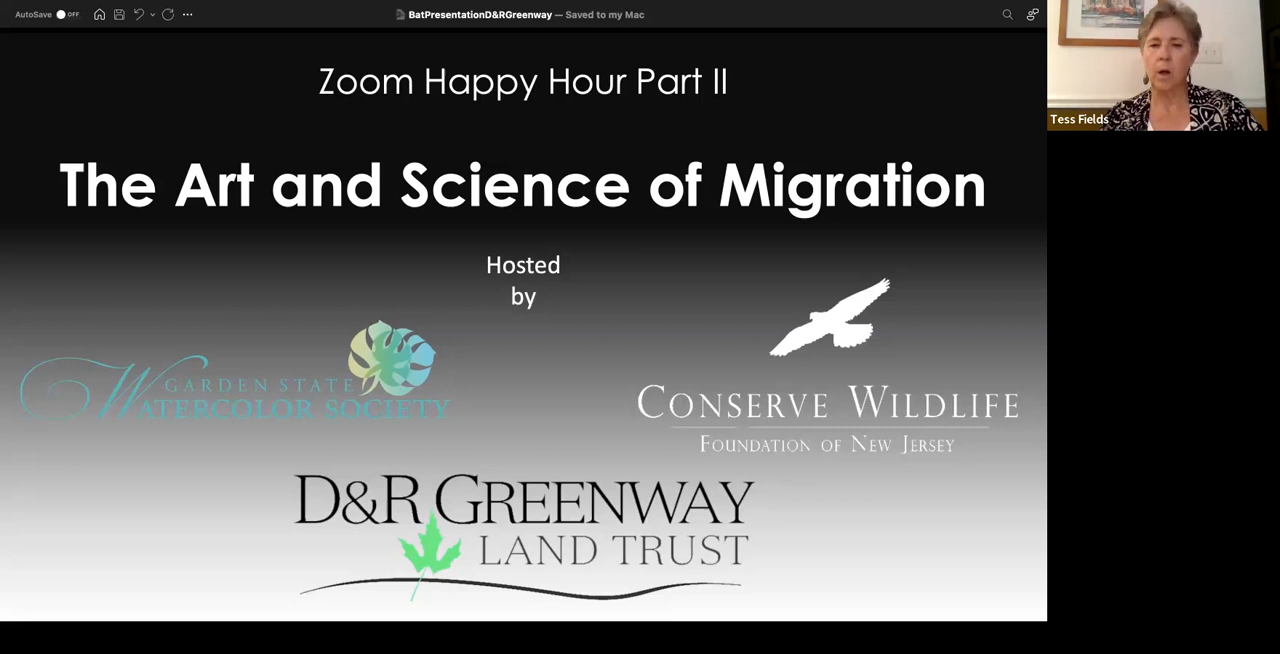 AutoSave OFF
BatPresentationD&RGreenway — Saved to my Mac
Tess Fields
Zoom Happy Hour Part II
The Art and Science of Migration
Hosted
by
GARDEN STATE
WATERCOLOR SOCIETY
CONSERVE WILDLIFE
FOUNDATION OF NEW JERSEY
D&R GREENWAY
LAND TRUST